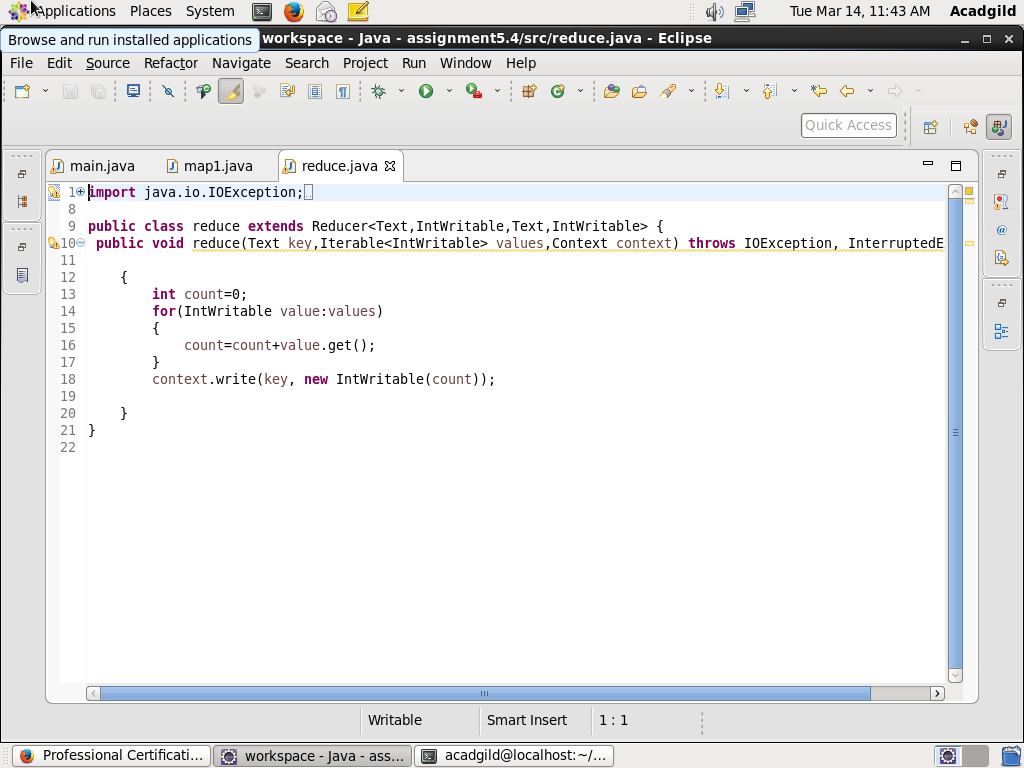 Applications Places System Tue Mar 14, 11:43 AM Acadgild
Browse and run installed applications
workspace - Java - assignment5.4/src/reduce.java - Eclipse
File Edit Source Refactor Navigate Search Project Run Window Help
Quick Access
main.java map1.java reduce.java
1 import java.io.IOException;
8
9 public class reduce extends Reducer<Text,IntWritable,Text,IntWritable> {
10 public void reduce(Text key,Iterable<IntWritable> values,Context context) throws IOException, InterruptedE
11
12 {
13 int count=0;
14 for(IntWritable value:values)
15 {
16 count=count+value.get();
17 }
18 context.write(key, new IntWritable(count));
19
20 }
21 }
22
Writable Smart Insert 1 : 1
Professional Certificati... workspace - Java - ass... acadgild@localhost:~/...